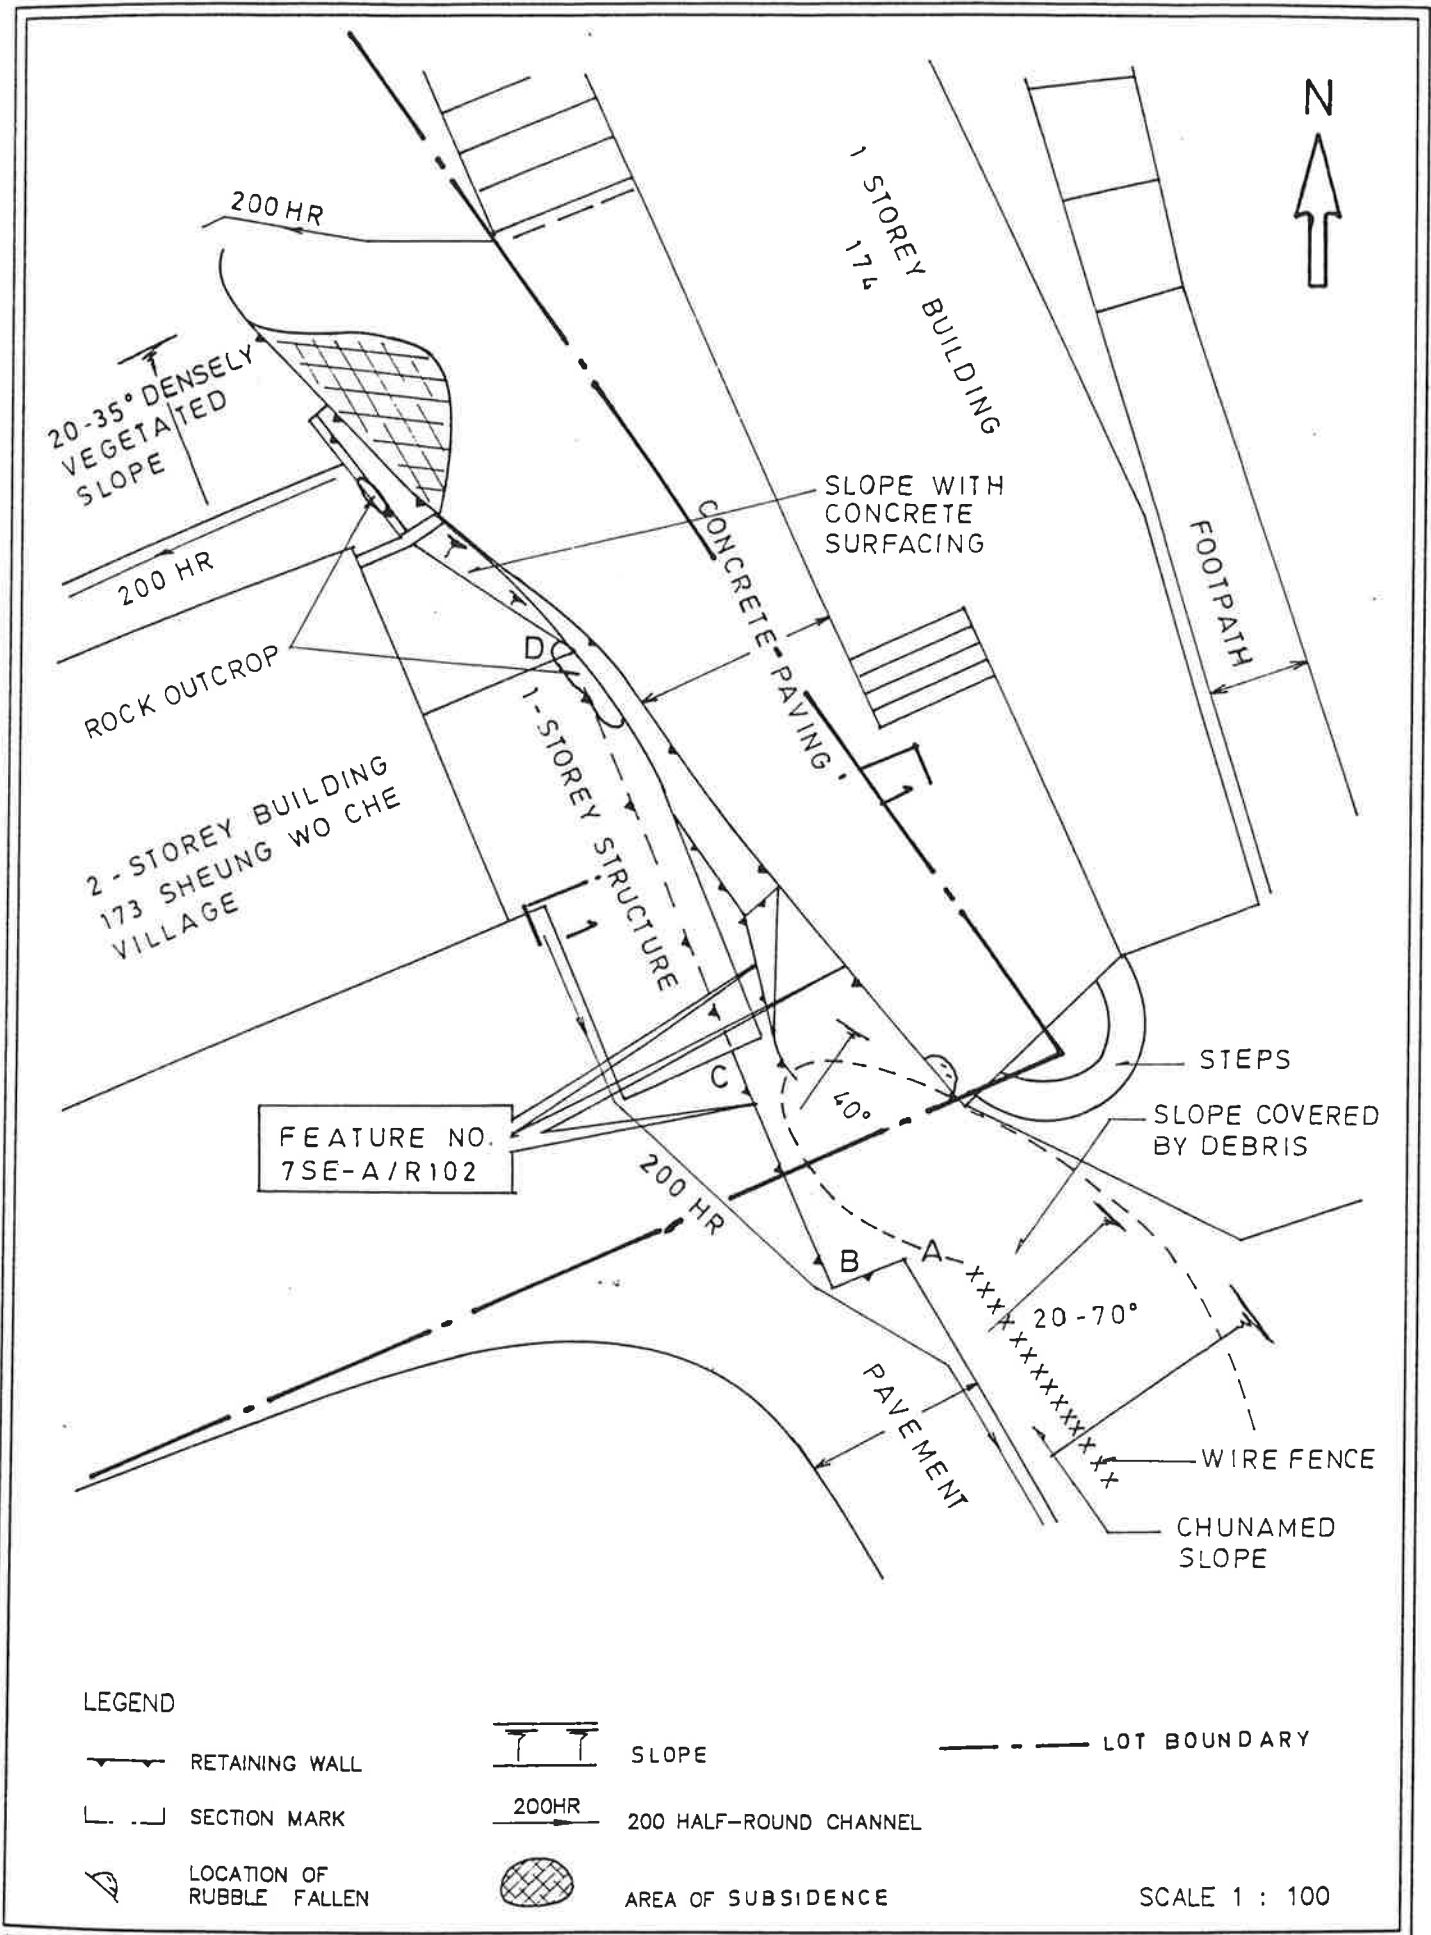 N
200 HR
1 STOREY BUILDING
174
20-35° DENSELY
VEGETATED
SLOPE
SLOPE WITH
CONCRETE
SURFACING
CONCRETE PAVING
FOOTPATH
200 HR
D
ROCK OUTCROP
1-STOREY STRUCTURE
1
2-STOREY BUILDING
173 SHEUNG WO CHE
VILLAGE
1
C
40°
STEPS
FEATURE NO.
7SE-A/R102
SLOPE COVERED
BY DEBRIS
200 HR
B
A
20-70°
PAVEMENT
WIRE FENCE
CHUNAMED
SLOPE
LEGEND
RETAINING WALL
SLOPE
LOT BOUNDARY
SECTION MARK
200HR
200 HALF-ROUND CHANNEL
LOCATION OF
RUBBLE FALLEN
AREA OF SUBSIDENCE
SCALE 1 : 100